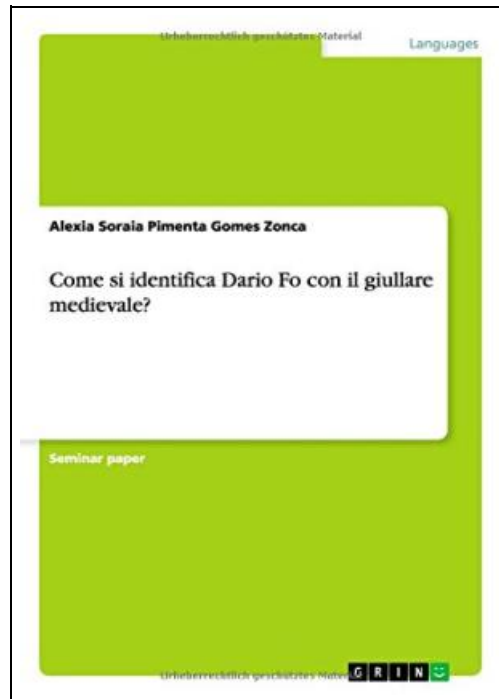 Urheberrechtlich geschütztes Material
Languages
Alexia Soraia Pimenta Gomes Zonca
Come si identifica Dario Fo con il giullare
medievale?
Seminar paper
Urheberrechtlich geschütztes
GRIN